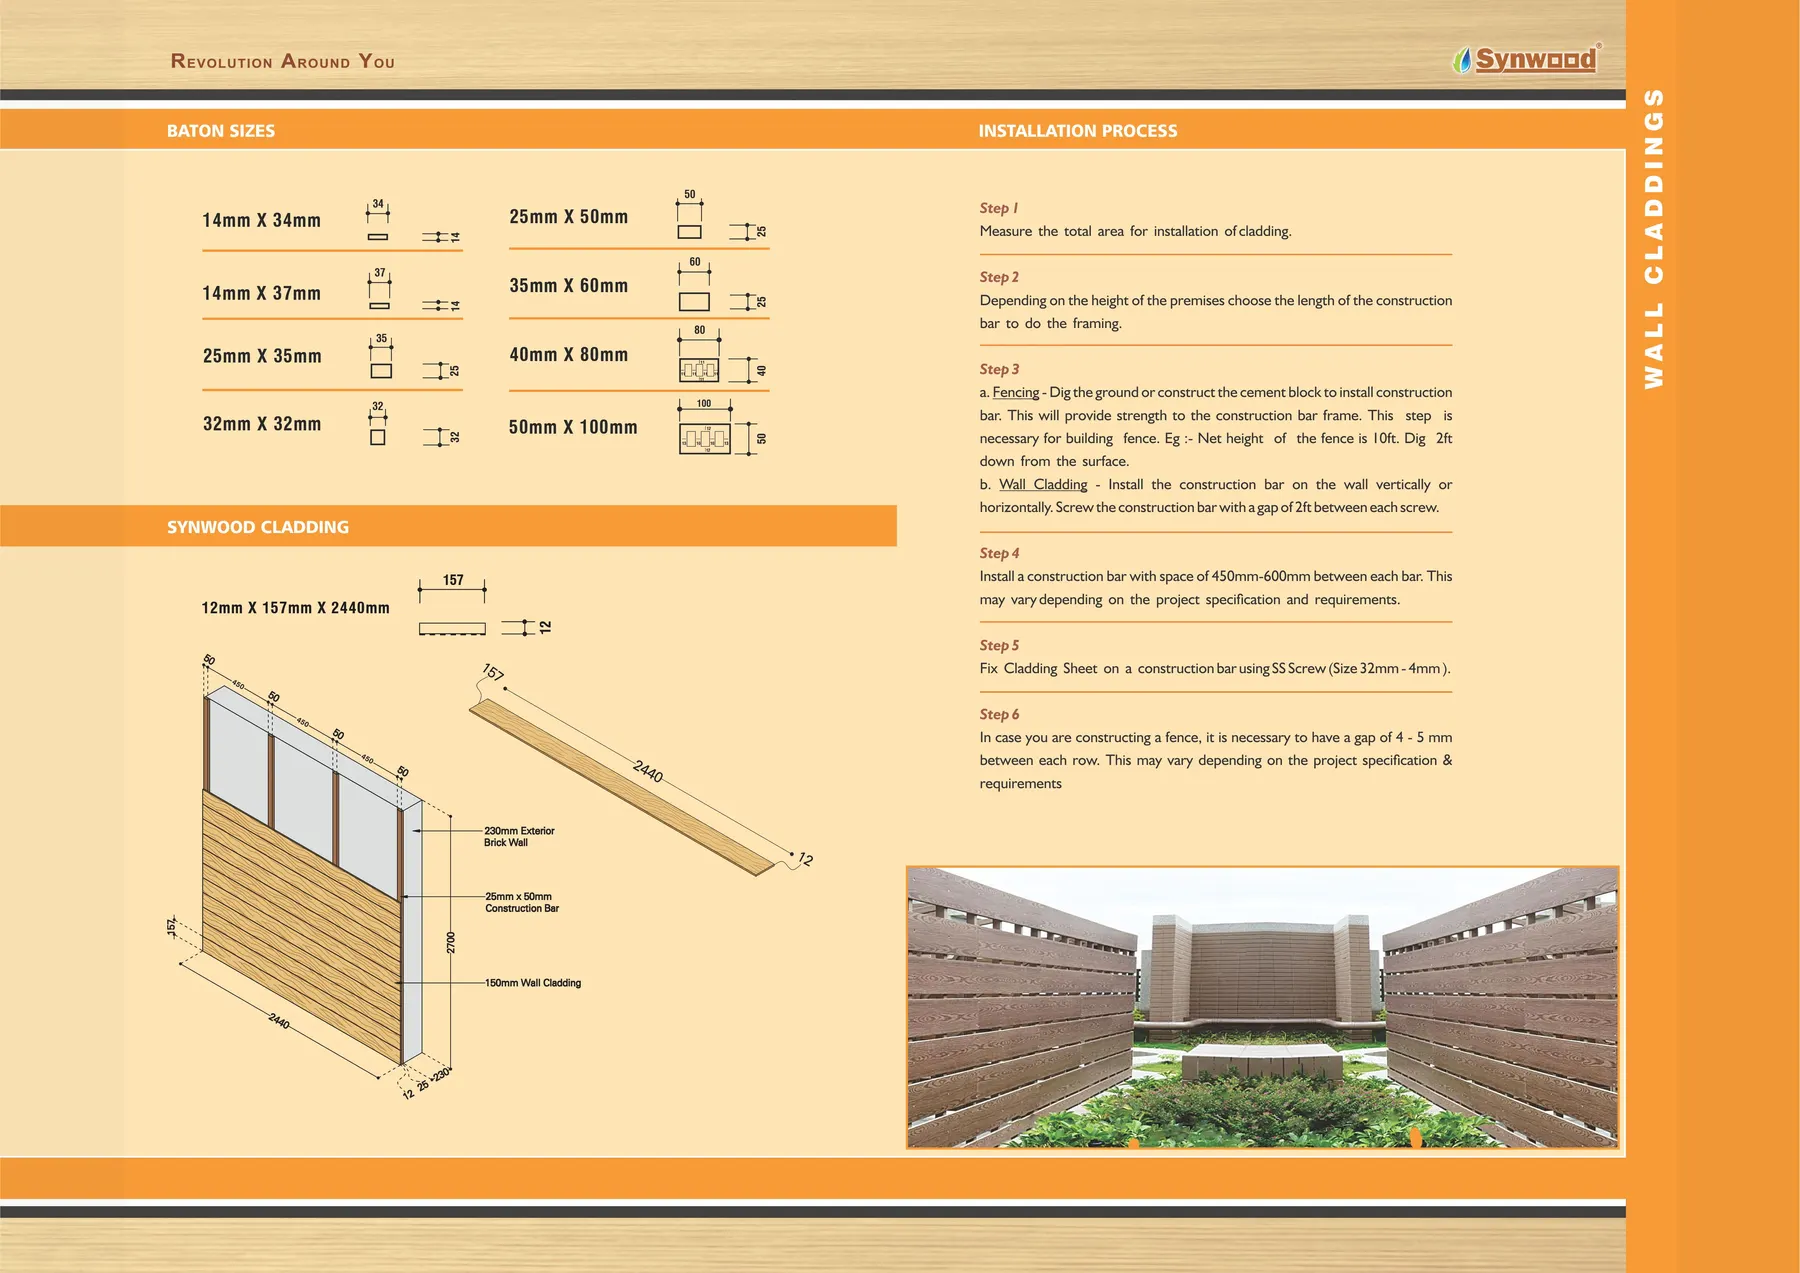 REVOLUTION AROUND YOU
Synwood®
WALL CLADDINGS
BATON SIZES
14mm X 34mm
34
14
14mm X 37mm
37
14
25mm X 35mm
35
25
32mm X 32mm
32
32
25mm X 50mm
50
25
35mm X 60mm
60
25
40mm X 80mm
80
40
50mm X 100mm
100
50
SYNWOOD CLADDING
12mm X 157mm X 2440mm
157
12
50
450
50
450
50
450
50
157
2440
12
230mm Exterior
Brick Wall
25mm x 50mm
Construction Bar
150mm Wall Cladding
2700
157
2440
12
25
230
INSTALLATION PROCESS
Step 1
Measure the total area for installation of cladding.
Step 2
Depending on the height of the premises choose the length of the construction
bar to do the framing.
Step 3
a. Fencing - Dig the ground or construct the cement block to install construction
bar. This will provide strength to the construction bar frame. This step is
necessary for building fence. Eg :- Net height of the fence is 10ft. Dig 2ft
down from the surface.
b. Wall Cladding - Install the construction bar on the wall vertically or
horizontally. Screw the construction bar with a gap of 2ft between each screw.
Step 4
Install a construction bar with space of 450mm-600mm between each bar. This
may vary depending on the project specification and requirements.
Step 5
Fix Cladding Sheet on a construction bar using SS Screw (Size 32mm - 4mm ).
Step 6
In case you are constructing a fence, it is necessary to have a gap of 4 - 5 mm
between each row. This may vary depending on the project specification &
requirements